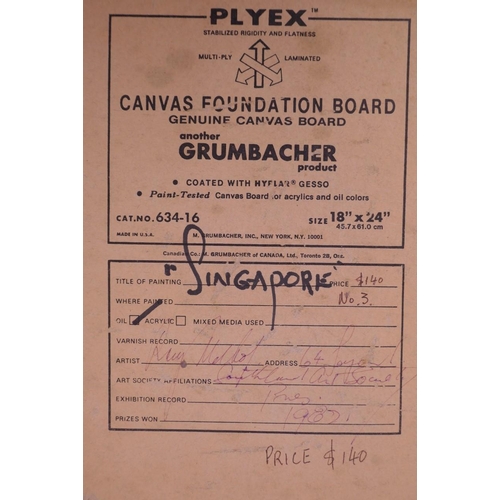 PLYEX™
STABILIZED RIGIDITY AND FLATNESS
MULTI-PLY LAMINATED
CANVAS FOUNDATION BOARD
GENUINE CANVAS BOARD
another
GRUMBACHER
product
• COATED WITH HYFLAR® GESSO
• Paint-Tested Canvas Board for acrylics and oil colors
CAT. NO. 634-16 SIZE 18" x 24"
45.7 x 61.0 cm
MADE IN U.S.A. M. GRUMBACHER, INC., NEW YORK, N.Y. 10001
Canadian Co.: M. GRUMBACHER of CANADA, Ltd., Toronto 2B, Ont.
TITLE OF PAINTING "SINGAPORE" PRICE $140
WHERE PAINTED No. 3.
OIL ACRYLIC MIXED MEDIA USED
VARNISH RECORD
ARTIST ADDRESS
ART SOCIETY AFFILIATIONS Art Society
EXHIBITION RECORD
PRIZES WON
PRICE $140